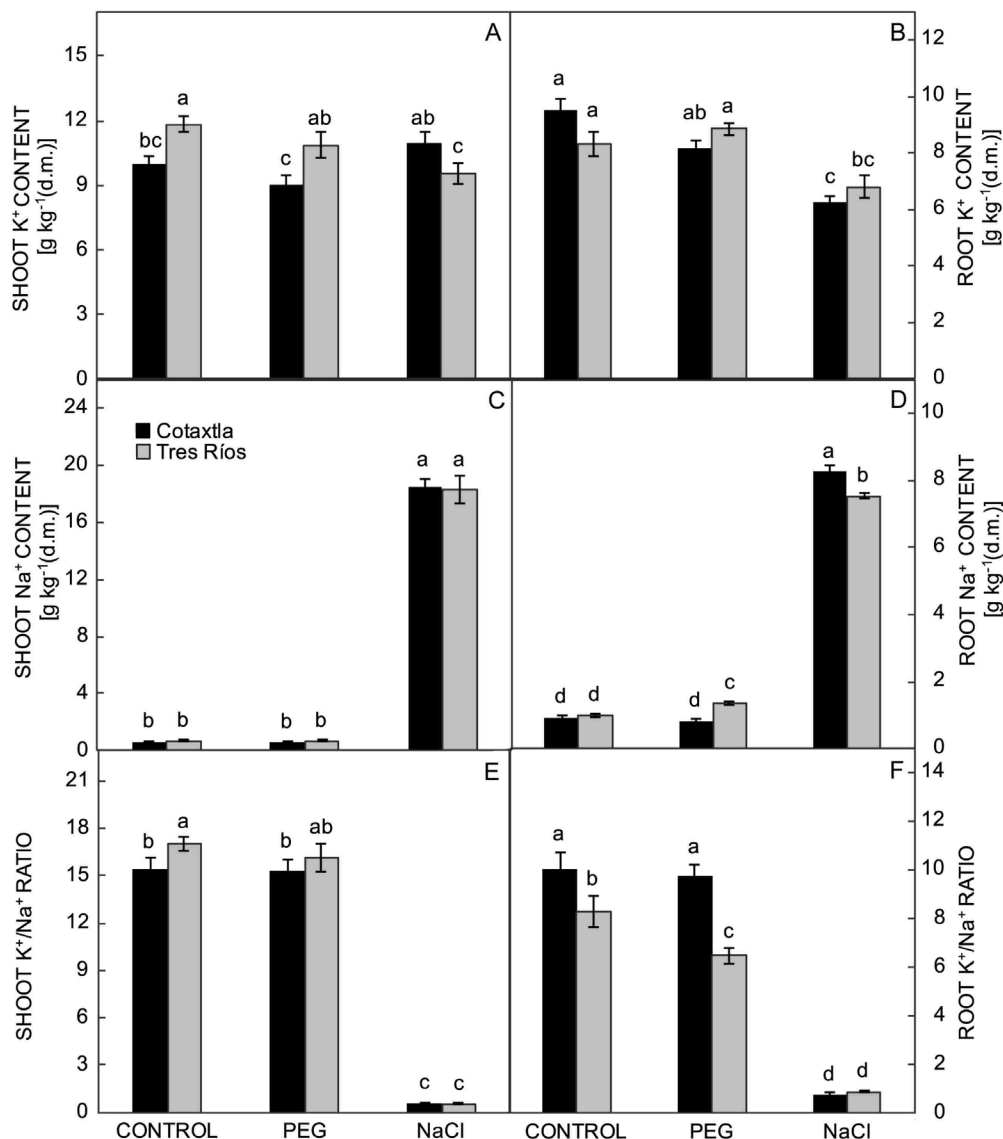 A
B
SHOOT K⁺ CONTENT
[g kg⁻¹(d.m.)]
15
12
9
6
3
0
bc
a
c
ab
ab
c
a
a
ab
a
c
bc
12
10
8
6
4
2
0
ROOT K⁺ CONTENT
[g kg⁻¹(d.m.)]
C
D
SHOOT Na⁺ CONTENT
[g kg⁻¹(d.m.)]
24
20
16
12
8
4
0
Cotaxtla
Tres Ríos
b
b
b
b
a
a
d
d
d
c
a
b
10
8
6
4
2
0
ROOT Na⁺ CONTENT
[g kg⁻¹(d.m.)]
E
F
SHOOT K⁺/Na⁺ RATIO
21
18
15
12
9
6
3
0
b
a
b
ab
c
c
a
b
a
c
d
d
14
12
10
8
6
4
2
0
ROOT K⁺/Na⁺ RATIO
CONTROL PEG NaCl
CONTROL PEG NaCl